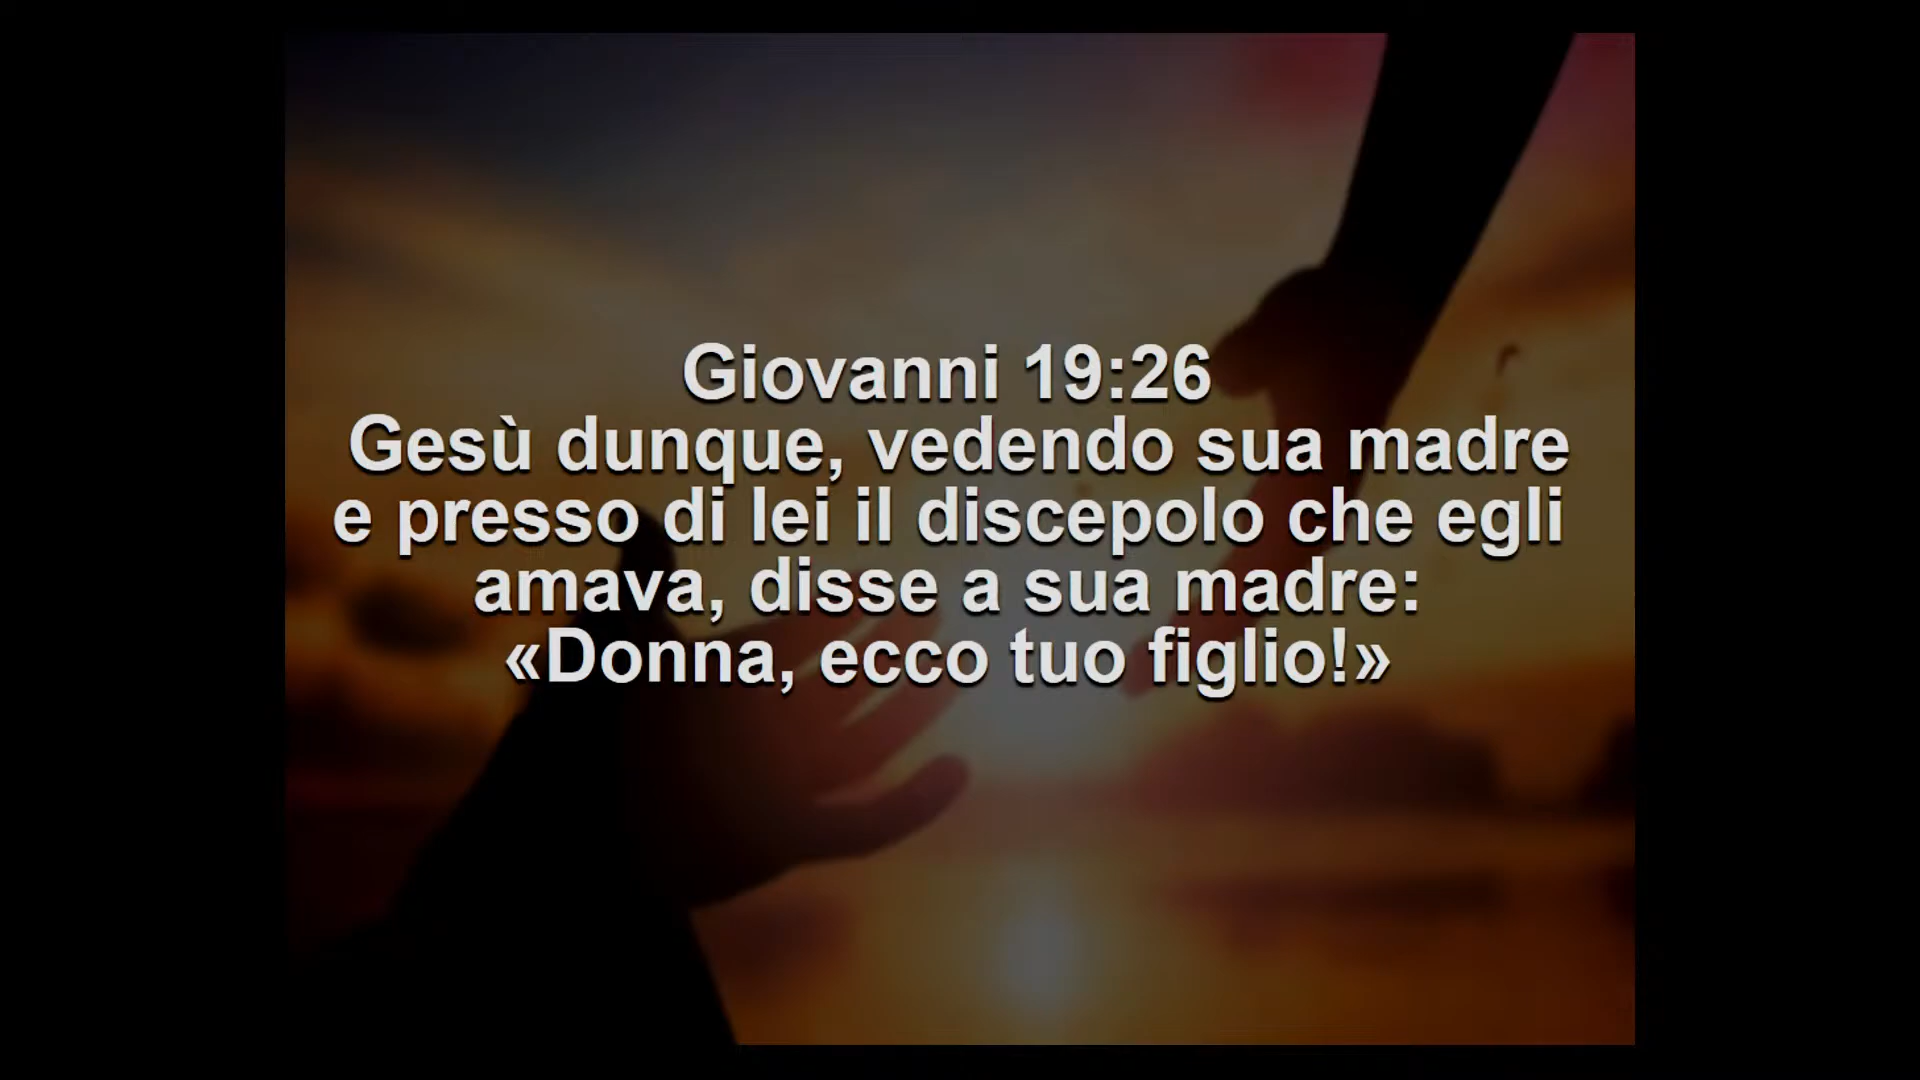 Giovanni 19:26
Gesù dunque, vedendo sua madre
e presso di lei il discepolo che egli
amava, disse a sua madre:
«Donna, ecco tuo figlio!»